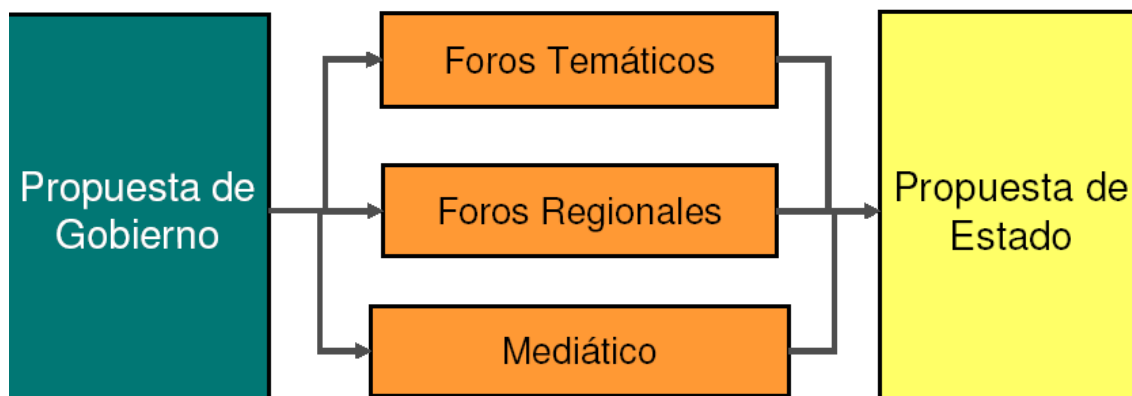 Propuesta de
Gobierno
Foros Temáticos
Foros Regionales
Mediático
Propuesta de
Estado